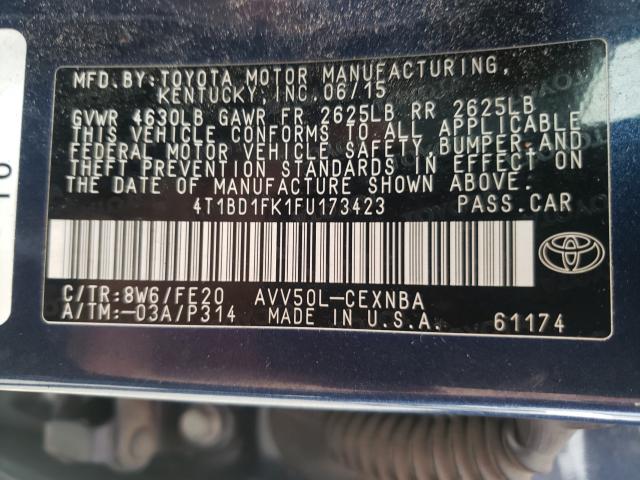 MFD.BY:TOYOTA MOTOR MANUFACTURING,
KENTUCKY,INC.06/15
GVWR 4630LB GAWR FR 2625LB RR 2625LB
THIS VEHICLE CONFORMS TO ALL APPLICABLE
FEDERAL MOTOR VEHICLE SAFETY,BUMPER,AND
THEFT PREVENTION STANDARDS IN EFFECT ON
THE DATE OF MANUFACTURE SHOWN ABOVE.
4T1BD1FK1FU173423 PASS.CAR
C/TR:8W6/FE20 AVV50L-CEXNBA
A/TM:-03A/P314 MADE IN U.S.A. 61174